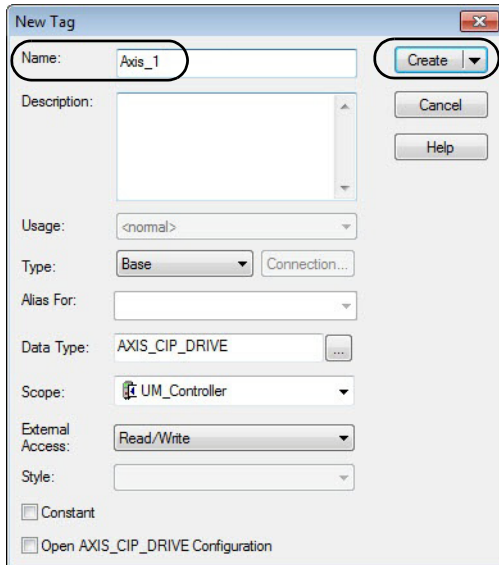 New Tag
Name: Axis_1 Create
Description: Cancel
Help
Usage: <normal>
Type: Base Connection...
Alias For:
Data Type: AXIS_CIP_DRIVE ...
Scope: UM_Controller
External
Access: Read/Write
Style:
Constant
Open AXIS_CIP_DRIVE Configuration